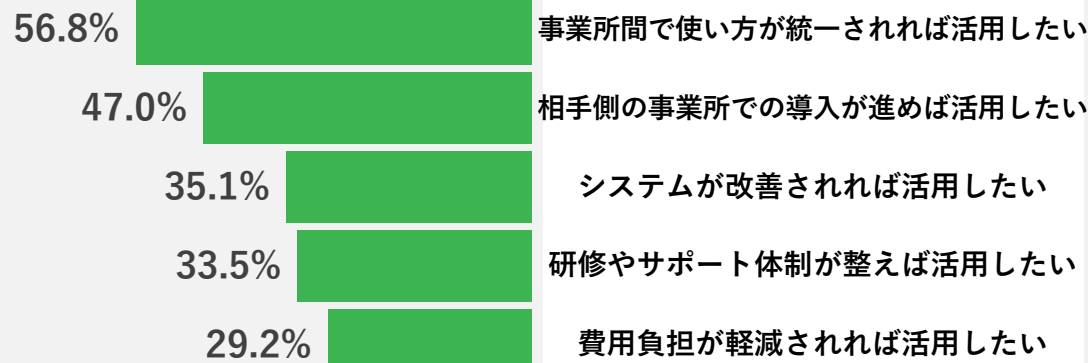 56.8% 事業所間で使い方が統一されれば活用したい
47.0% 相手側の事業所での導入が進めば活用したい
35.1% システムが改善されれば活用したい
33.5% 研修やサポート体制が整えば活用したい
29.2% 費用負担が軽減されれば活用したい